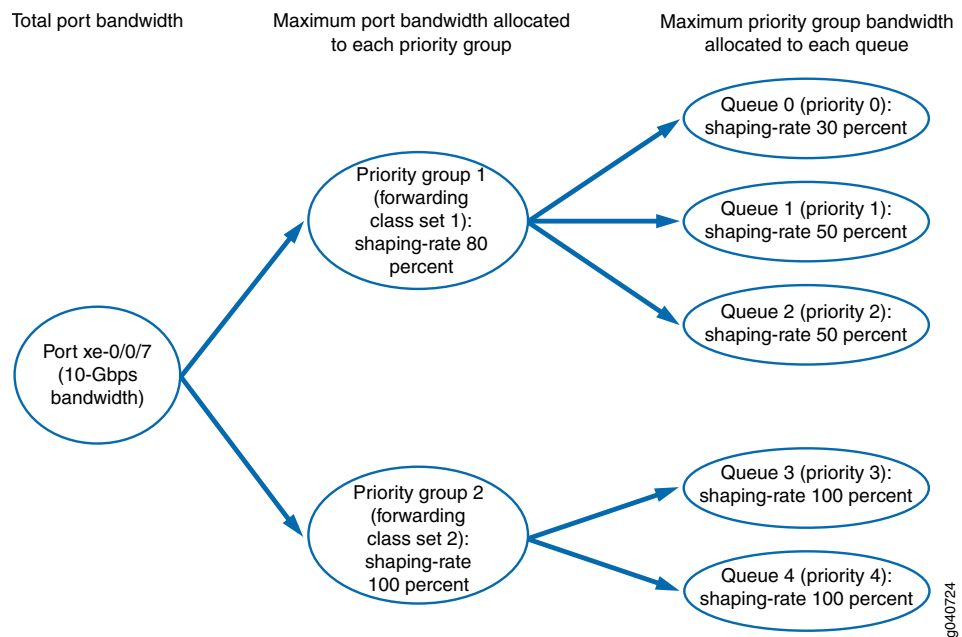 Total port bandwidth
Maximum port bandwidth allocated
to each priority group
Maximum priority group bandwidth
allocated to each queue
Port xe-0/0/7
(10-Gbps
bandwidth)
Priority group 1
(forwarding
class set 1):
shaping-rate 80
percent
Queue 0 (priority 0):
shaping-rate 30 percent
Queue 1 (priority 1):
shaping-rate 50 percent
Queue 2 (priority 2):
shaping-rate 50 percent
Priority group 2
(forwarding
class set 2):
shaping-rate
100 percent
Queue 3 (priority 3):
shaping-rate 100 percent
Queue 4 (priority 4):
shaping-rate 100 percent
g040724